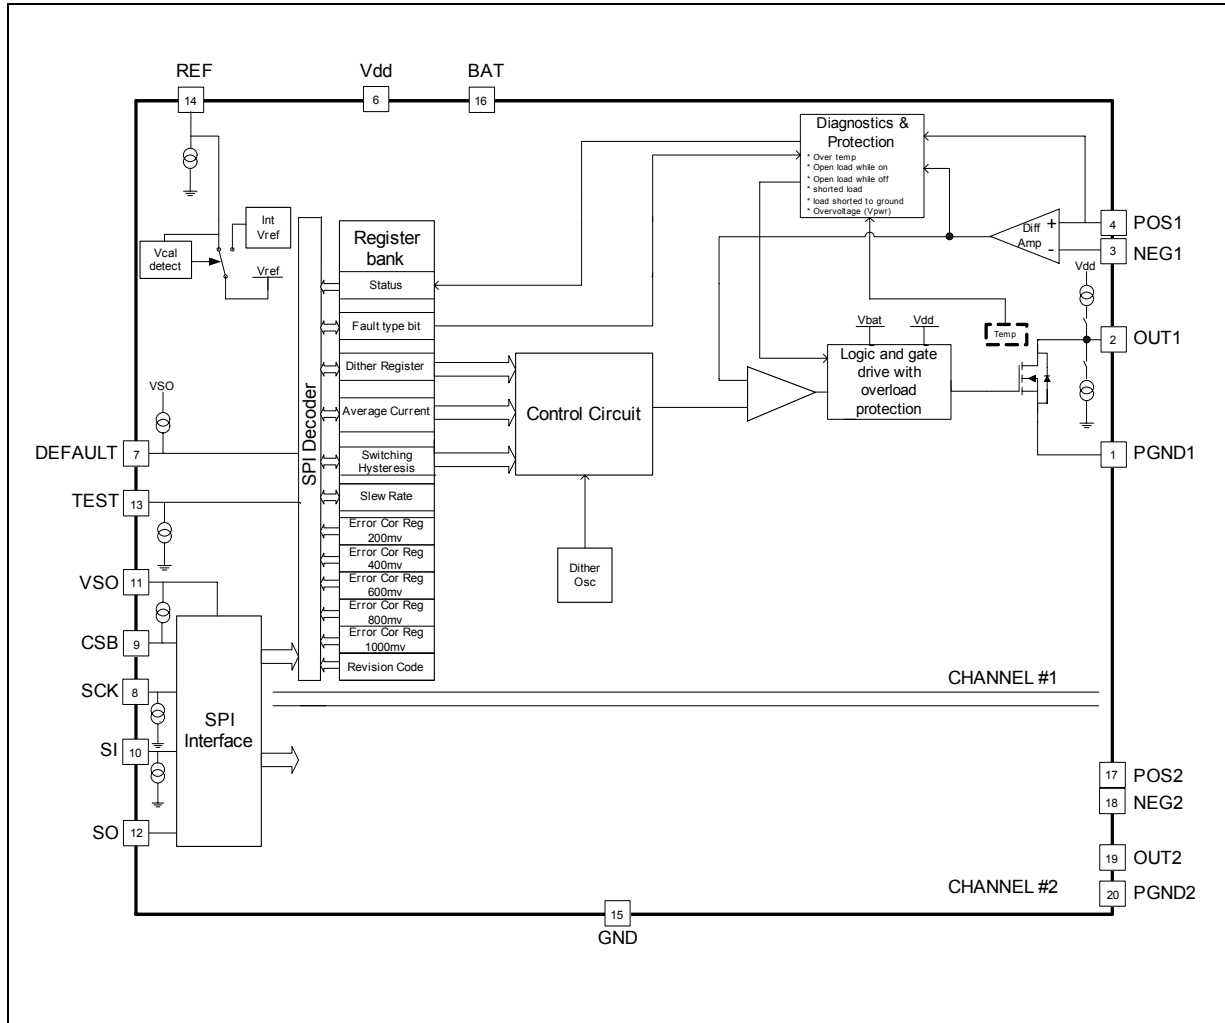 REF
Vdd
BAT
14
6
16
Diagnostics &
Protection
* Over temp
* Open load while on
* Open load while off
* shorted load
* load shorted to ground
* Overvoltage (Vpwr)
Int
Vref
Vcal
detect
Vref
Register
bank
Status
Fault type bit
Dither Register
Average Current
Switching
Hysteresis
Slew Rate
Error Cor Reg
200mv
Error Cor Reg
400mv
Error Cor Reg
600mv
Error Cor Reg
800mv
Error Cor Reg
1000mv
Revision Code
SPI Decoder
Control Circuit
Dither
Osc
Diff
Amp
+
-
4
POS1
3
NEG1
Vdd
Temp
2
OUT1
Vbat
Vdd
Logic and gate
drive with
overload
protection
1
PGND1
VSO
DEFAULT
7
TEST
13
VSO
11
CSB
9
SCK
8
SI
10
SO
12
SPI
Interface
CHANNEL #1
17
POS2
18
NEG2
19
OUT2
CHANNEL #2
20
PGND2
15
GND